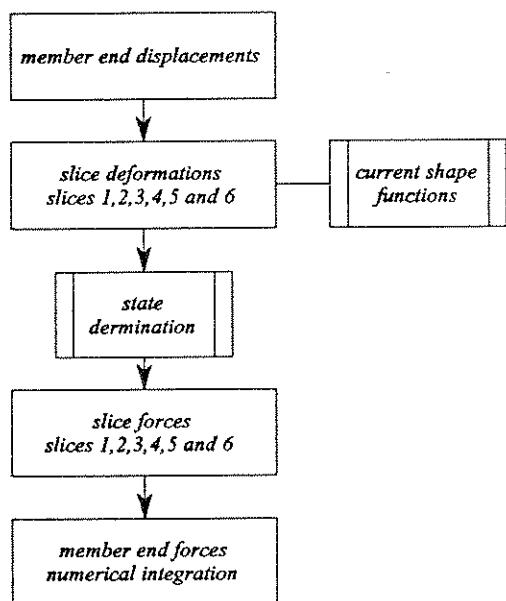 member end displacements
slice deformations
slices 1,2,3,4,5 and 6
current shape
functions
state
dermination
slice forces
slices 1,2,3,4,5 and 6
member end forces
numerical integration